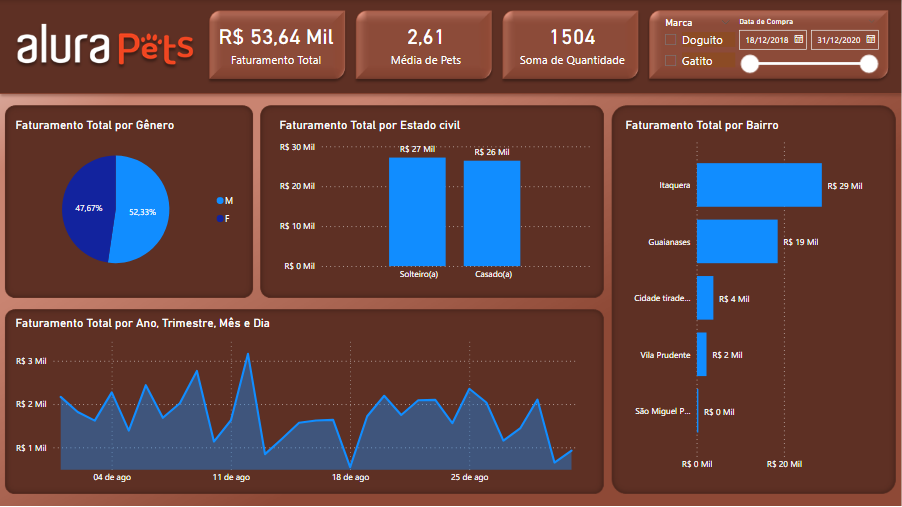 alura Pets
R$ 53,64 Mil
Faturamento Total
2,61
Média de Pets
1504
Soma de Quantidade
Marca
Doguito
Gatito
Data de Compra
18/12/2018
31/12/2020
Faturamento Total por Gênero
47,67%
52,33%
M
F
Faturamento Total por Estado civil
R$ 30 Mil
R$ 20 Mil
R$ 10 Mil
R$ 0 Mil
R$ 27 Mil
R$ 26 Mil
Solteiro(a)
Casado(a)
Faturamento Total por Bairro
Itaquera
R$ 29 Mil
Guaianases
R$ 19 Mil
Cidade tirade...
R$ 4 Mil
Vila Prudente
R$ 2 Mil
São Miguel P...
R$ 0 Mil
R$ 0 Mil
R$ 20 Mil
Faturamento Total por Ano, Trimestre, Mês e Dia
R$ 3 Mil
R$ 2 Mil
R$ 1 Mil
04 de ago
11 de ago
18 de ago
25 de ago